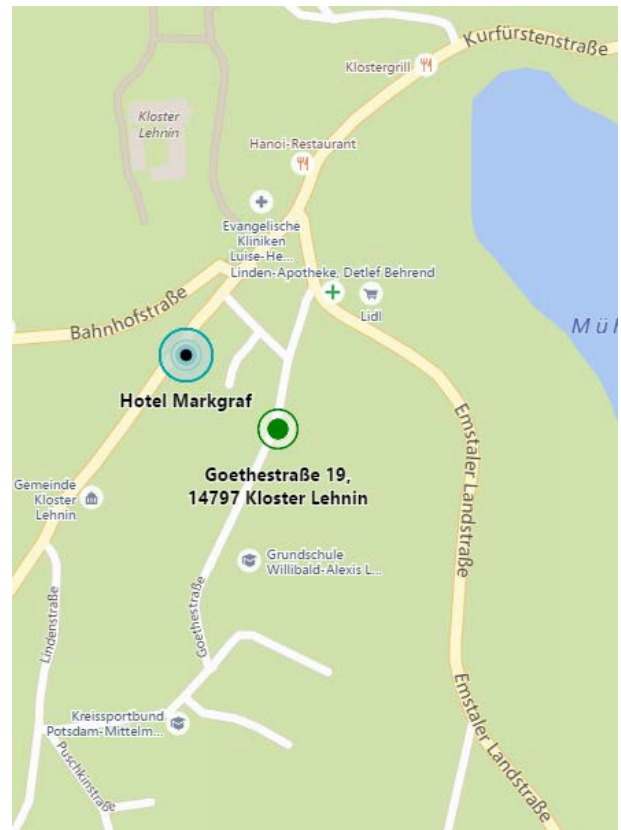 Kurfürstenstraße
Klostergrill
Kloster
Lehnin
Hanoi-Restaurant
Evangelische
Kliniken
Luise-He...
Linden-Apotheke, Detlef Behrend
Lidl
Bahnhofstraße
Mü
Hotel Markgraf
Emstaler Landstraße
Goethestraße 19,
14797 Kloster Lehnin
Gemeinde
Kloster
Lehnin
Grundschule
Willibald-Alexis L...
Lindenstraße
Goethestraße
Emstaler Landstraße
Kreissportbund
Potsdam-Mittelm...
Puschkinstraße